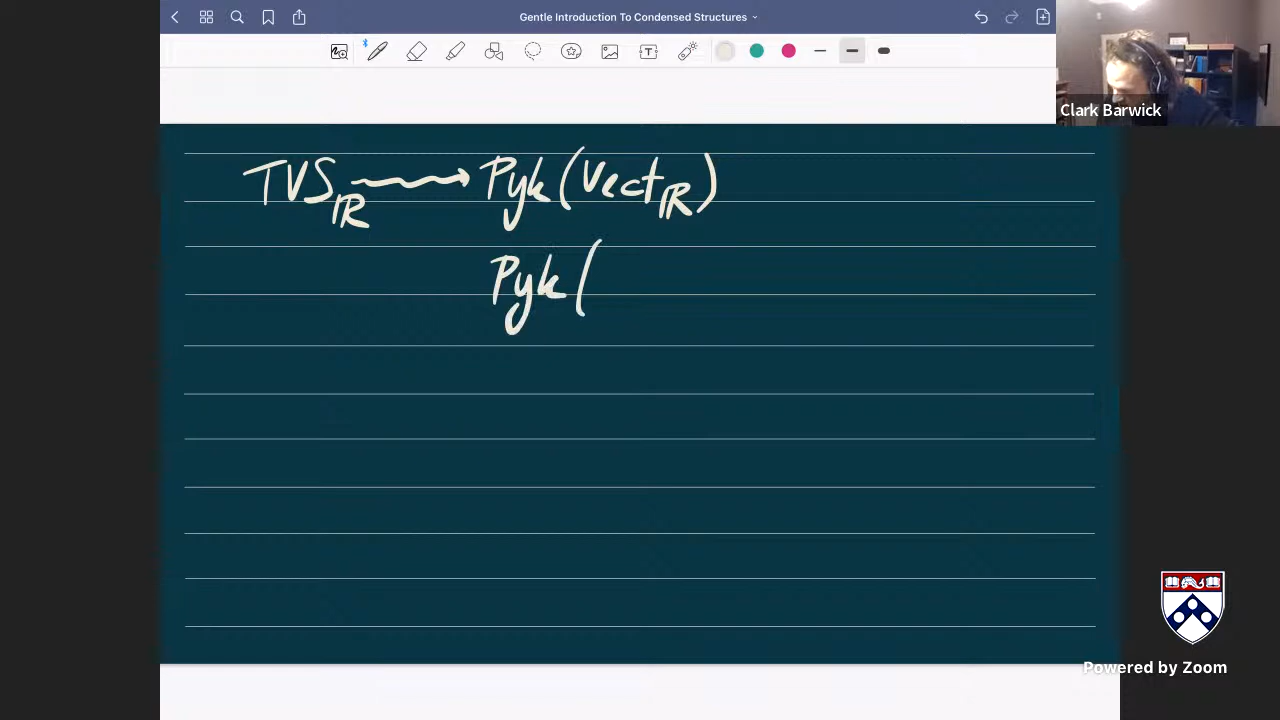 Gentle Introduction To Condensed Structures
Clark Barwick
TVS_ℝ ⟶ Pyk(Vect_ℝ)
Pyk(
Powered by Zoom